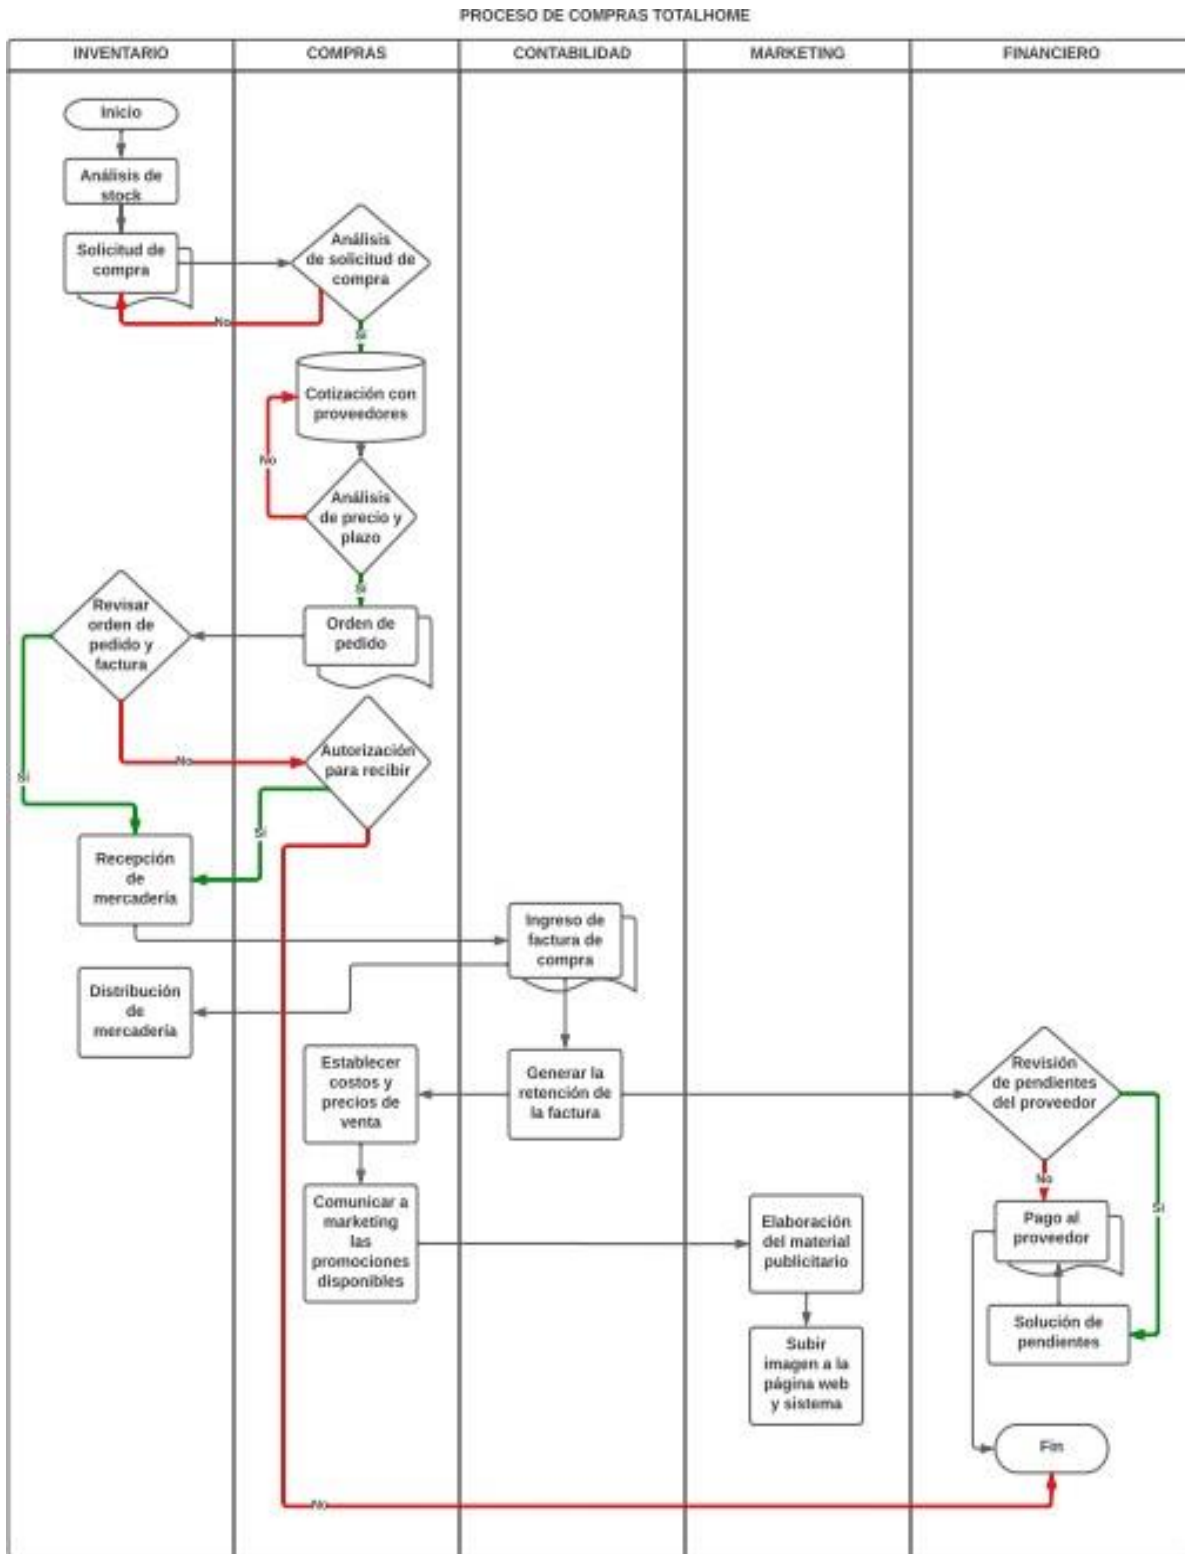 PROCESO DE COMPRAS TOTALHOME
INVENTARIO
COMPRAS
CONTABILIDAD
MARKETING
FINANCIERO
Inicio
Análisis de
stock
Solicitud de
compra
Análisis
de solicitud de
compra
No
Si
Cotización con
proveedores
No
Análisis
de precio y
plazo
Si
Orden de
pedido
Revisar
orden de
pedido y
factura
No
Si
Autorización
para recibir
Si
Recepción
de
mercadería
Ingreso de
factura de
compra
Distribución
de
mercadería
Establecer
costos y
precios de
venta
Generar la
retención de
la factura
Revisión
de pendientes
del proveedor
No
Si
Comunicar a
marketing
las
promociones
disponibles
Elaboración
del material
publicitario
Pago al
proveedor
Solución de
pendientes
Subir
imagen a la
página web
y sistema
Fin
No